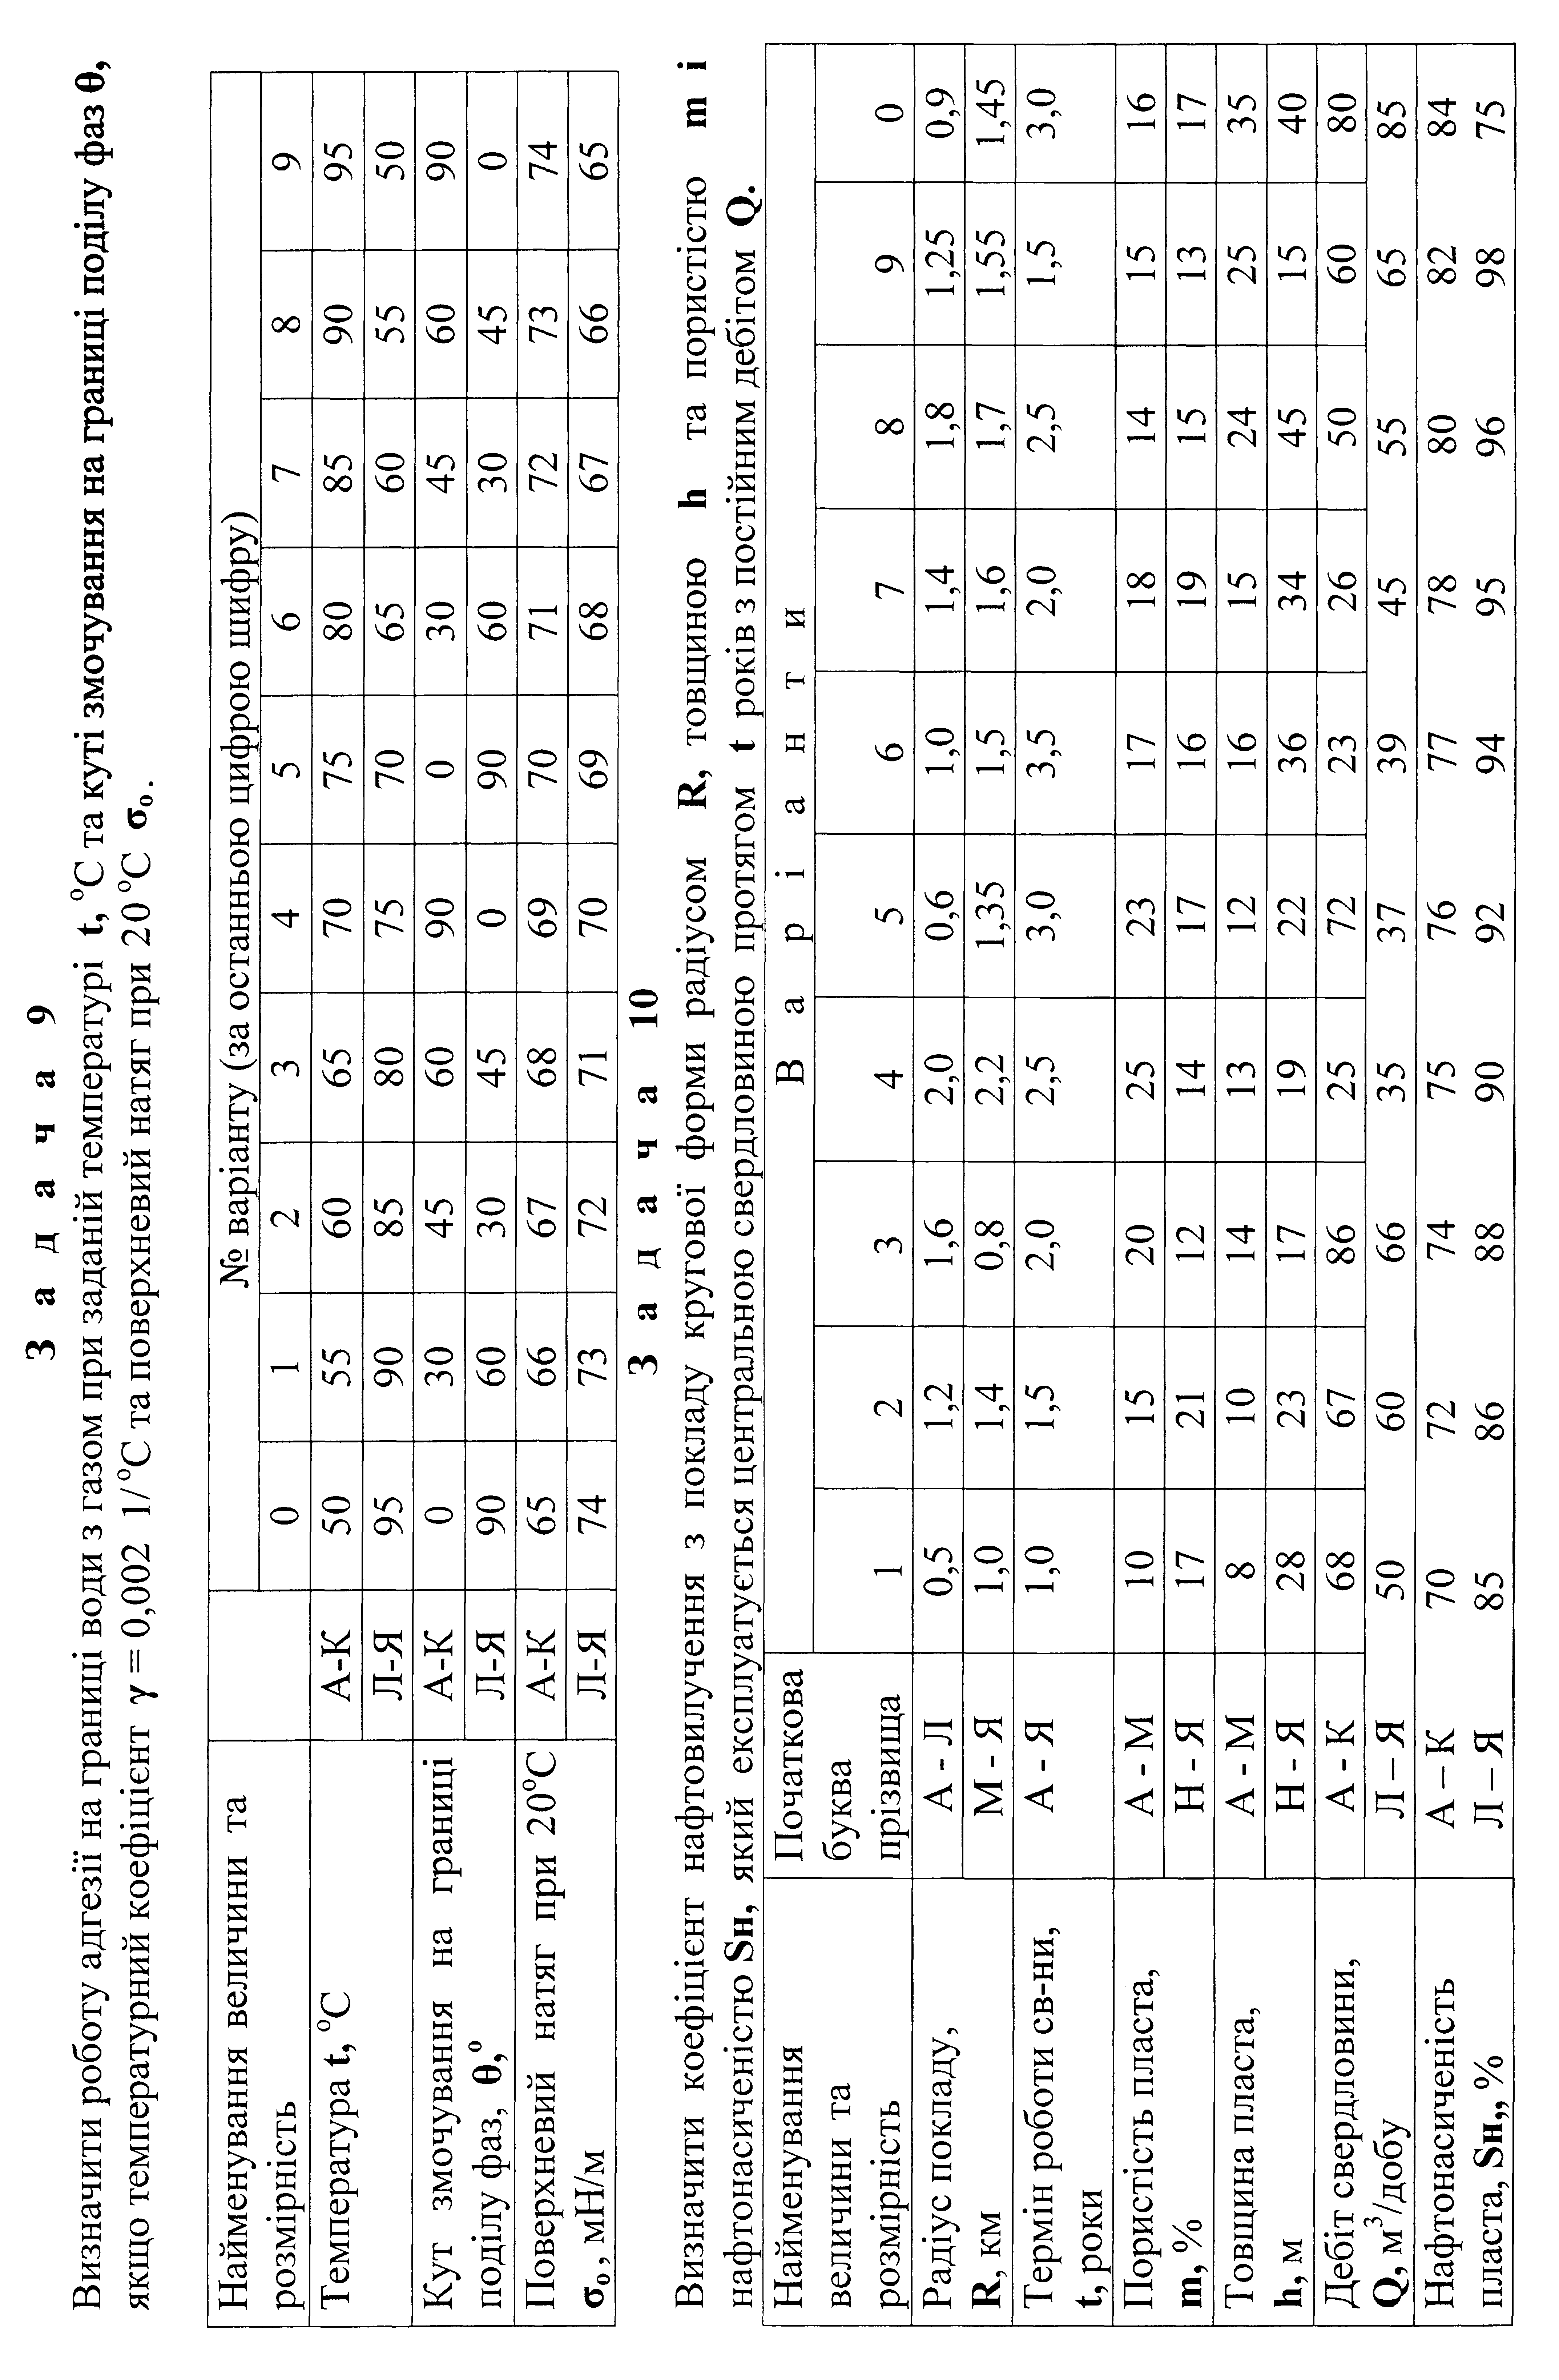 З а д а ч а 9
Визначити роботу адгезії на границі води з газом при заданій температурі t, °С та куті змочування на границі поділу фаз θ,
якщо температурний коефіцієнт γ = 0,002 1/°С та поверхневий натяг при 20 °С σₒ.
Найменування величини та розмірність № варіанту (за останньою цифрою шифру)
0 1 2 3 4 5 6 7 8 9
Температура t, °С А-К 50 55 60 65 70 75 80 85 90 95
Л-Я 95 90 85 80 75 70 65 60 55 50
Кут змочування на границі поділу фаз, θ,° А-К 0 30 45 60 90 0 30 45 60 90
Л-Я 90 60 30 45 0 90 60 30 45 0
Поверхневий натяг при 20°С σₒ, мН/м А-К 65 66 67 68 69 70 71 72 73 74
Л-Я 74 73 72 71 70 69 68 67 66 65
З а д а ч а 10
Визначити коефіцієнт нафтовилучення з покладу кругової форми радіусом R, товщиною h та пористістю m і
нафтонасиченістю Sн, який експлуатується центральною свердловиною протягом t років з постійним дебітом Q.
Найменування величини та розмірність Початкова буква прізвища В а р і а н т и
1 2 3 4 5 6 7 8 9 0
Радіус покладу, R, км А - Л 0,5 1,2 1,6 2,0 0,6 1,0 1,4 1,8 1,25 0,9
М - Я 1,0 1,4 0,8 2,2 1,35 1,5 1,6 1,7 1,55 1,45
Термін роботи св-ни, t, роки А - Я 1,0 1,5 2,0 2,5 3,0 3,5 2,0 2,5 1,5 3,0
Пористість пласта, m, % А - М 10 15 20 25 23 17 18 14 15 16
Н - Я 17 21 12 14 17 16 19 15 13 17
Товщина пласта, h, м А - М 8 10 14 13 12 16 15 24 25 35
Н - Я 28 23 17 19 22 36 34 45 15 40
Дебіт свердловини, Q, м³/добу А - К 68 67 86 25 72 23 26 50 60 80
Л – Я 50 60 66 35 37 39 45 55 65 85
Нафтонасиченість пласта, Sн,, % А – К 70 72 74 75 76 77 78 80 82 84
Л – Я 85 86 88 90 92 94 95 96 98 75